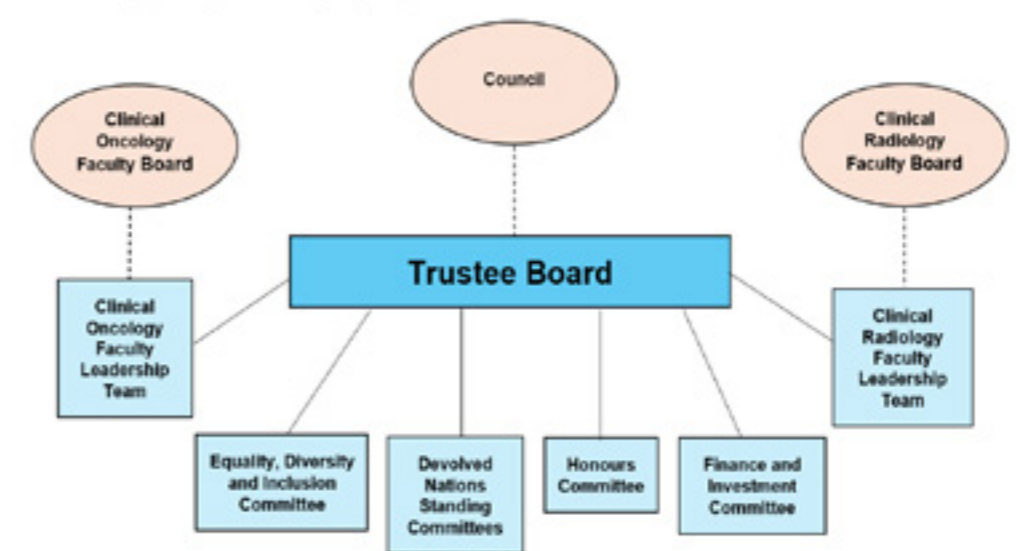 Council
Clinical
Oncology
Faculty Board
Clinical
Radiology
Faculty Board
Trustee Board
Clinical
Oncology
Faculty
Leadership
Team
Clinical
Radiology
Faculty
Leadership
Team
Equality, Diversity
and Inclusion
Committee
Devolved
Nations
Standing
Committees
Honours
Committee
Finance and
Investment
Committee